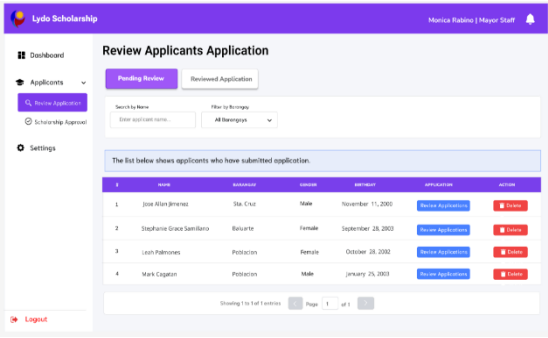 Lydo Scholarship
Monica Rabino | Mayor Staff
Dashboard
Applicants
Review Application
Scholarship Approval
Settings
Logout
Review Applicants Application
Pending Review
Reviewed Application
Search by Name
Filter by Barangay
Enter applicant name...
All Barangays
The list below shows applicants who have submitted application.
# NAME BARANGAY GENDER BIRTHDAY APPLICATION ACTION
1 Jose Allan Jimenes Sta. Cruz Male November 11, 2000 Review Applications Delete
2 Stephanie Grace Samillano Baluarte Female September 28, 2003 Review Applications Delete
3 Leah Palmones Poblacion Female October 28, 2002 Review Applications Delete
4 Mark Cagatan Poblacion Male January 25, 2003 Review Applications Delete
Showing 1 to 1 of 1 entries Page 1 of 1